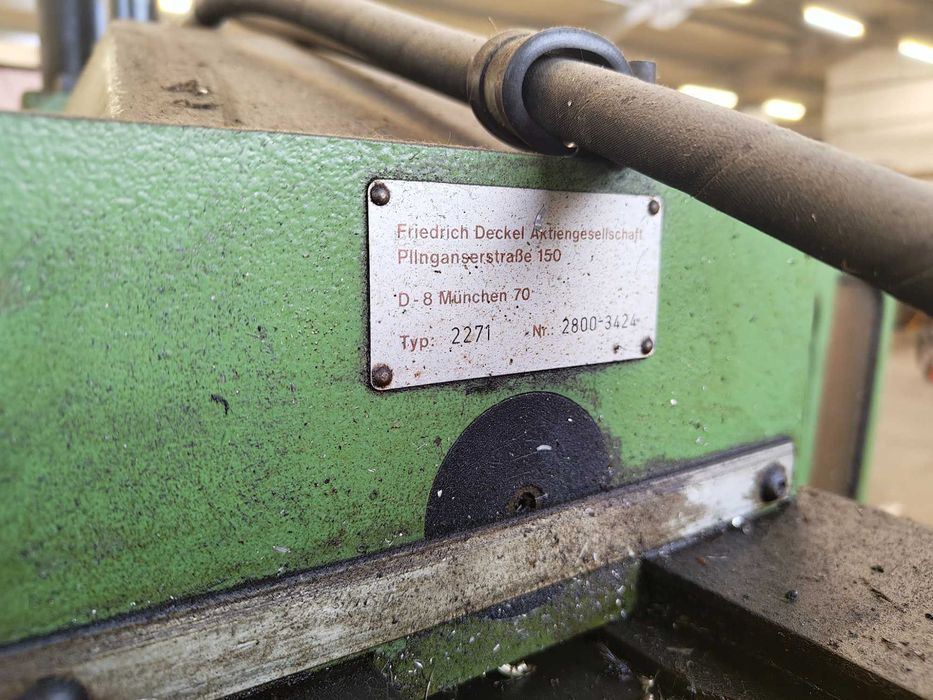 Friedrich Deckel Aktiengesellschaft
Plinganserstraße 150
D-8 München 70
Typ: 2271 Nr. 2800-3424